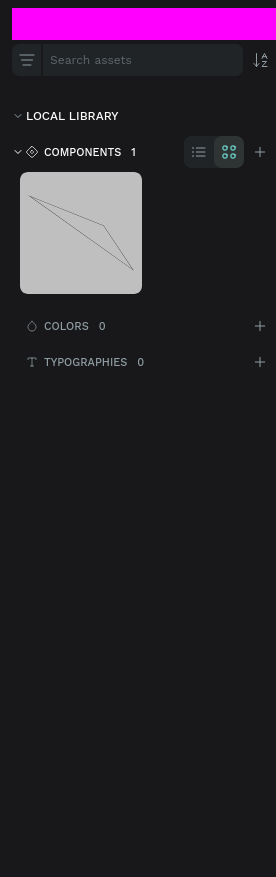 Search assets
A
Z
LOCAL LIBRARY
COMPONENTS 1
COLORS 0
TYPOGRAPHIES 0